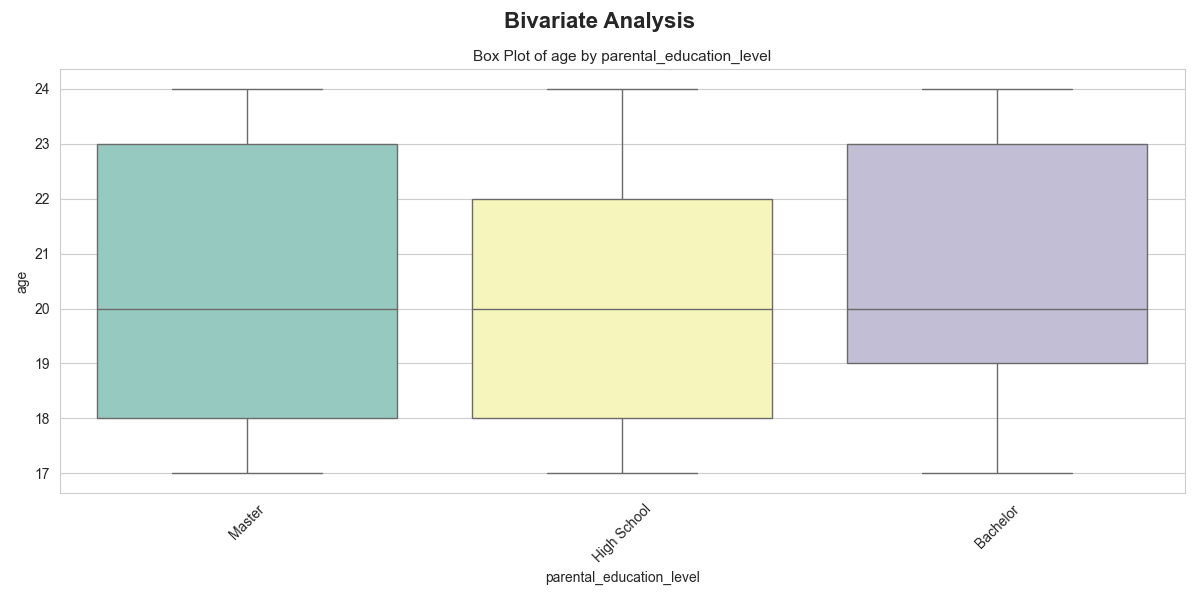 Bivariate Analysis
Box Plot of age by parental_education_level
24
23
22
21
20
19
18
17
age
Master
High School
Bachelor
parental_education_level